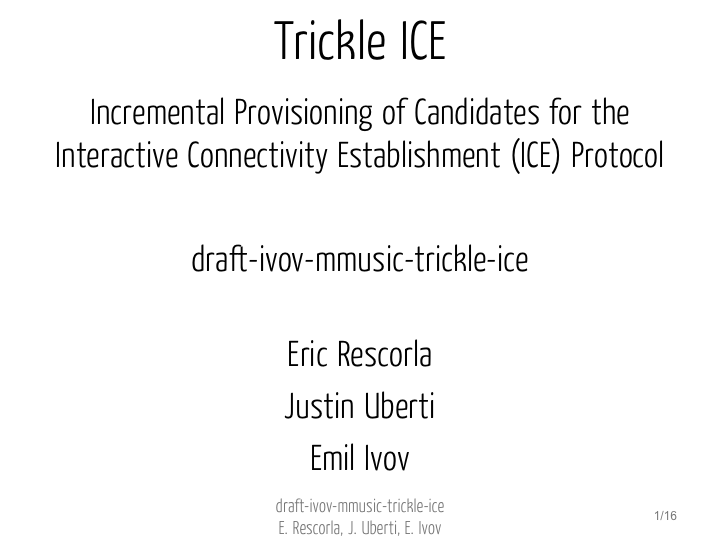 Trickle ICE
Incremental Provisioning of Candidates for the
Interactive Connectivity Establishment (ICE) Protocol
draft-ivov-mmusic-trickle-ice
Eric Rescorla
Justin Uberti
Emil Ivov
draft-ivov-mmusic-trickle-ice
E. Rescorla, J. Uberti, E. Ivov
1/16